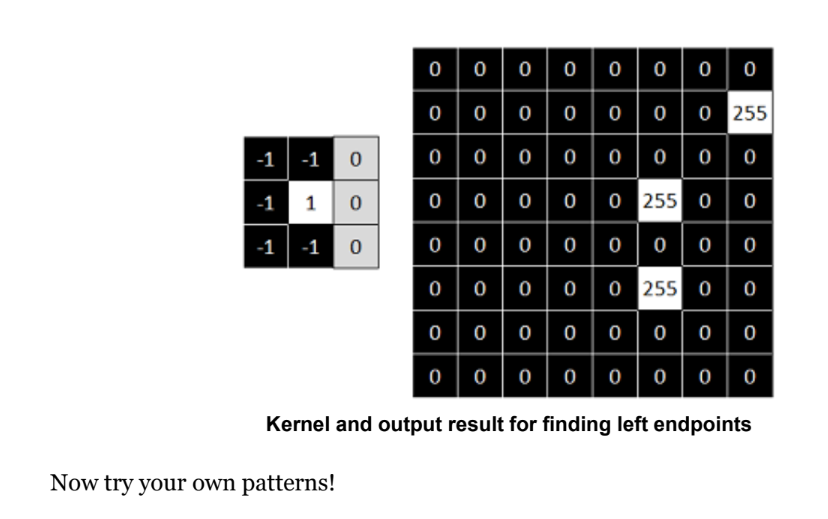 0 0 0 0 0 0 0 0
0 0 0 0 0 0 0 255
-1 -1 0
0 0 0 0 0 0 0 0
-1 1 0
0 0 0 0 0 255 0 0
-1 -1 0
0 0 0 0 0 0 0 0
0 0 0 0 0 255 0 0
0 0 0 0 0 0 0 0
0 0 0 0 0 0 0 0
Kernel and output result for finding left endpoints
Now try your own patterns!